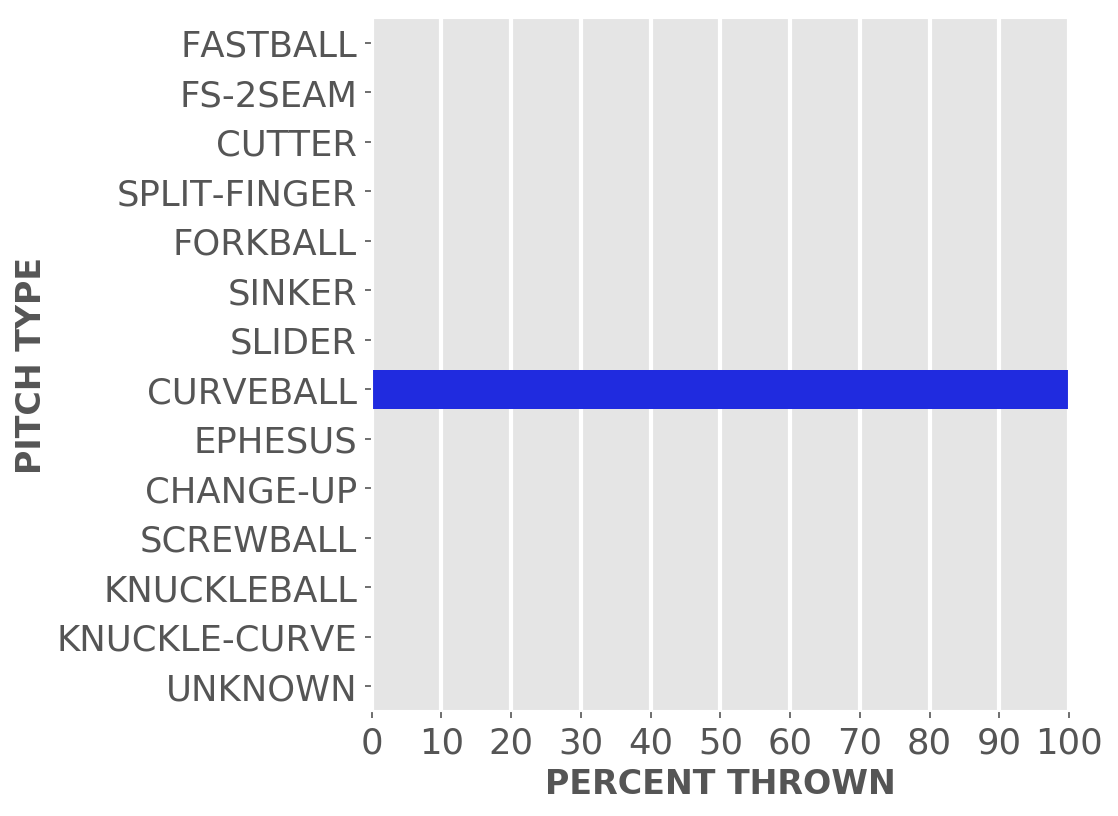 PITCH TYPE
FASTBALL
FS-2SEAM
CUTTER
SPLIT-FINGER
FORKBALL
SINKER
SLIDER
CURVEBALL
EPHESUS
CHANGE-UP
SCREWBALL
KNUCKLEBALL
KNUCKLE-CURVE
UNKNOWN
0 10 20 30 40 50 60 70 80 90 100
PERCENT THROWN